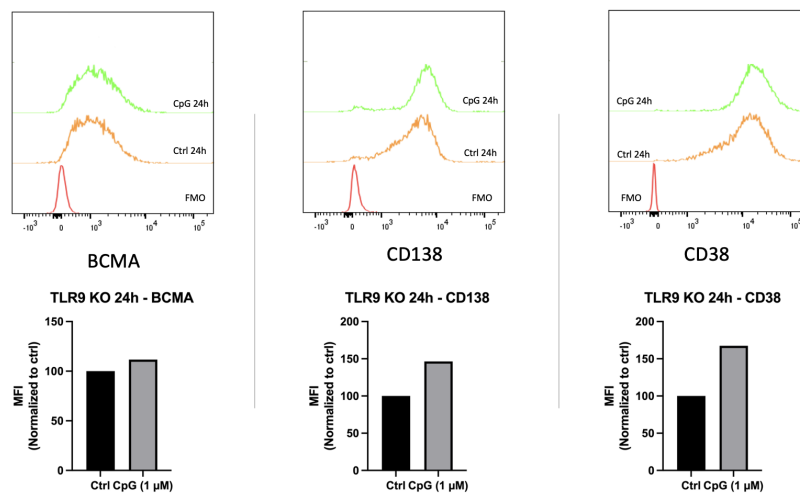 CpG 24h
Ctrl 24h
FMO
-10³ 0 10³ 10⁴ 10⁵
BCMA
CpG 24h
Ctrl 24h
FMO
-10³ 0 10³ 10⁴ 10⁵
CD138
CpG 24h
Ctrl 24h
FMO
-10³ 0 10³ 10⁴ 10⁵
CD38
TLR9 KO 24h - BCMA
MFI
(Normalized to ctrl)
150
100
50
0
Ctrl CpG (1 µM)
TLR9 KO 24h - CD138
MFI
(Normalized to ctrl)
200
150
100
50
0
Ctrl CpG (1 µM)
TLR9 KO 24h - CD38
MFI
(Normalized to ctrl)
200
150
100
50
0
Ctrl CpG (1 µM)